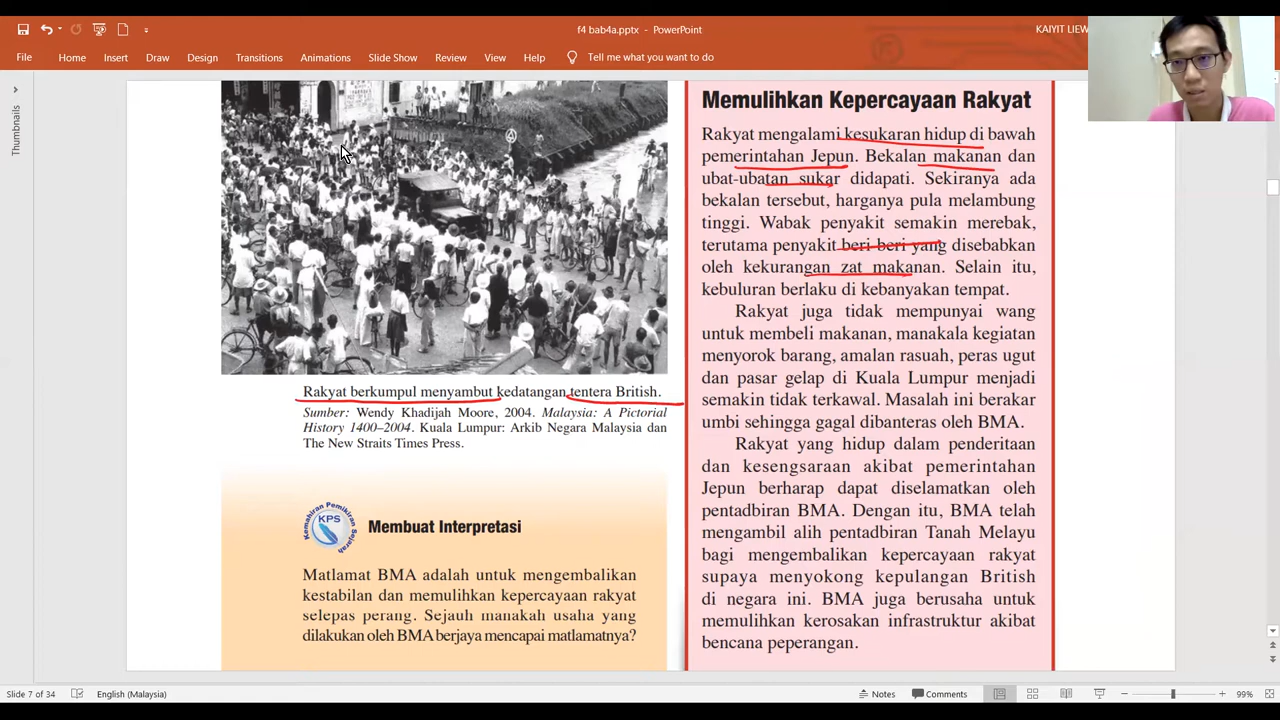 f4 bab4a.pptx - PowerPoint
KAIYIT LIEW
File Home Insert Draw Design Transitions Animations Slide Show Review View Help Tell me what you want to do
Thumbnails
Rakyat berkumpul menyambut kedatangan tentera British.
Sumber: Wendy Khadijah Moore, 2004. Malaysia: A Pictorial
History 1400–2004. Kuala Lumpur: Arkib Negara Malaysia dan
The New Straits Times Press.
Kemahiran Pemikiran Sejarah
KPS
Membuat Interpretasi
Matlamat BMA adalah untuk mengembalikan
kestabilan dan memulihkan kepercayaan rakyat
selepas perang. Sejauh manakah usaha yang
dilakukan oleh BMA berjaya mencapai matlamatnya?
Memulihkan Kepercayaan Rakyat
Rakyat mengalami kesukaran hidup di bawah
pemerintahan Jepun. Bekalan makanan dan
ubat-ubatan sukar didapati. Sekiranya ada
bekalan tersebut, harganya pula melambung
tinggi. Wabak penyakit semakin merebak,
terutama penyakit beri beri yang disebabkan
oleh kekurangan zat makanan. Selain itu,
kebuluran berlaku di kebanyakan tempat.
Rakyat juga tidak mempunyai wang
untuk membeli makanan, manakala kegiatan
menyorok barang, amalan rasuah, peras ugut
dan pasar gelap di Kuala Lumpur menjadi
semakin tidak terkawal. Masalah ini berakar
umbi sehingga gagal dibanteras oleh BMA.
Rakyat yang hidup dalam penderitaan
dan kesengsaraan akibat pemerintahan
Jepun berharap dapat diselamatkan oleh
pentadbiran BMA. Dengan itu, BMA telah
mengambil alih pentadbiran Tanah Melayu
bagi mengembalikan kepercayaan rakyat
supaya menyokong kepulangan British
di negara ini. BMA juga berusaha untuk
memulihkan kerosakan infrastruktur akibat
bencana peperangan.
Slide 7 of 34 English (Malaysia) Notes Comments 99%